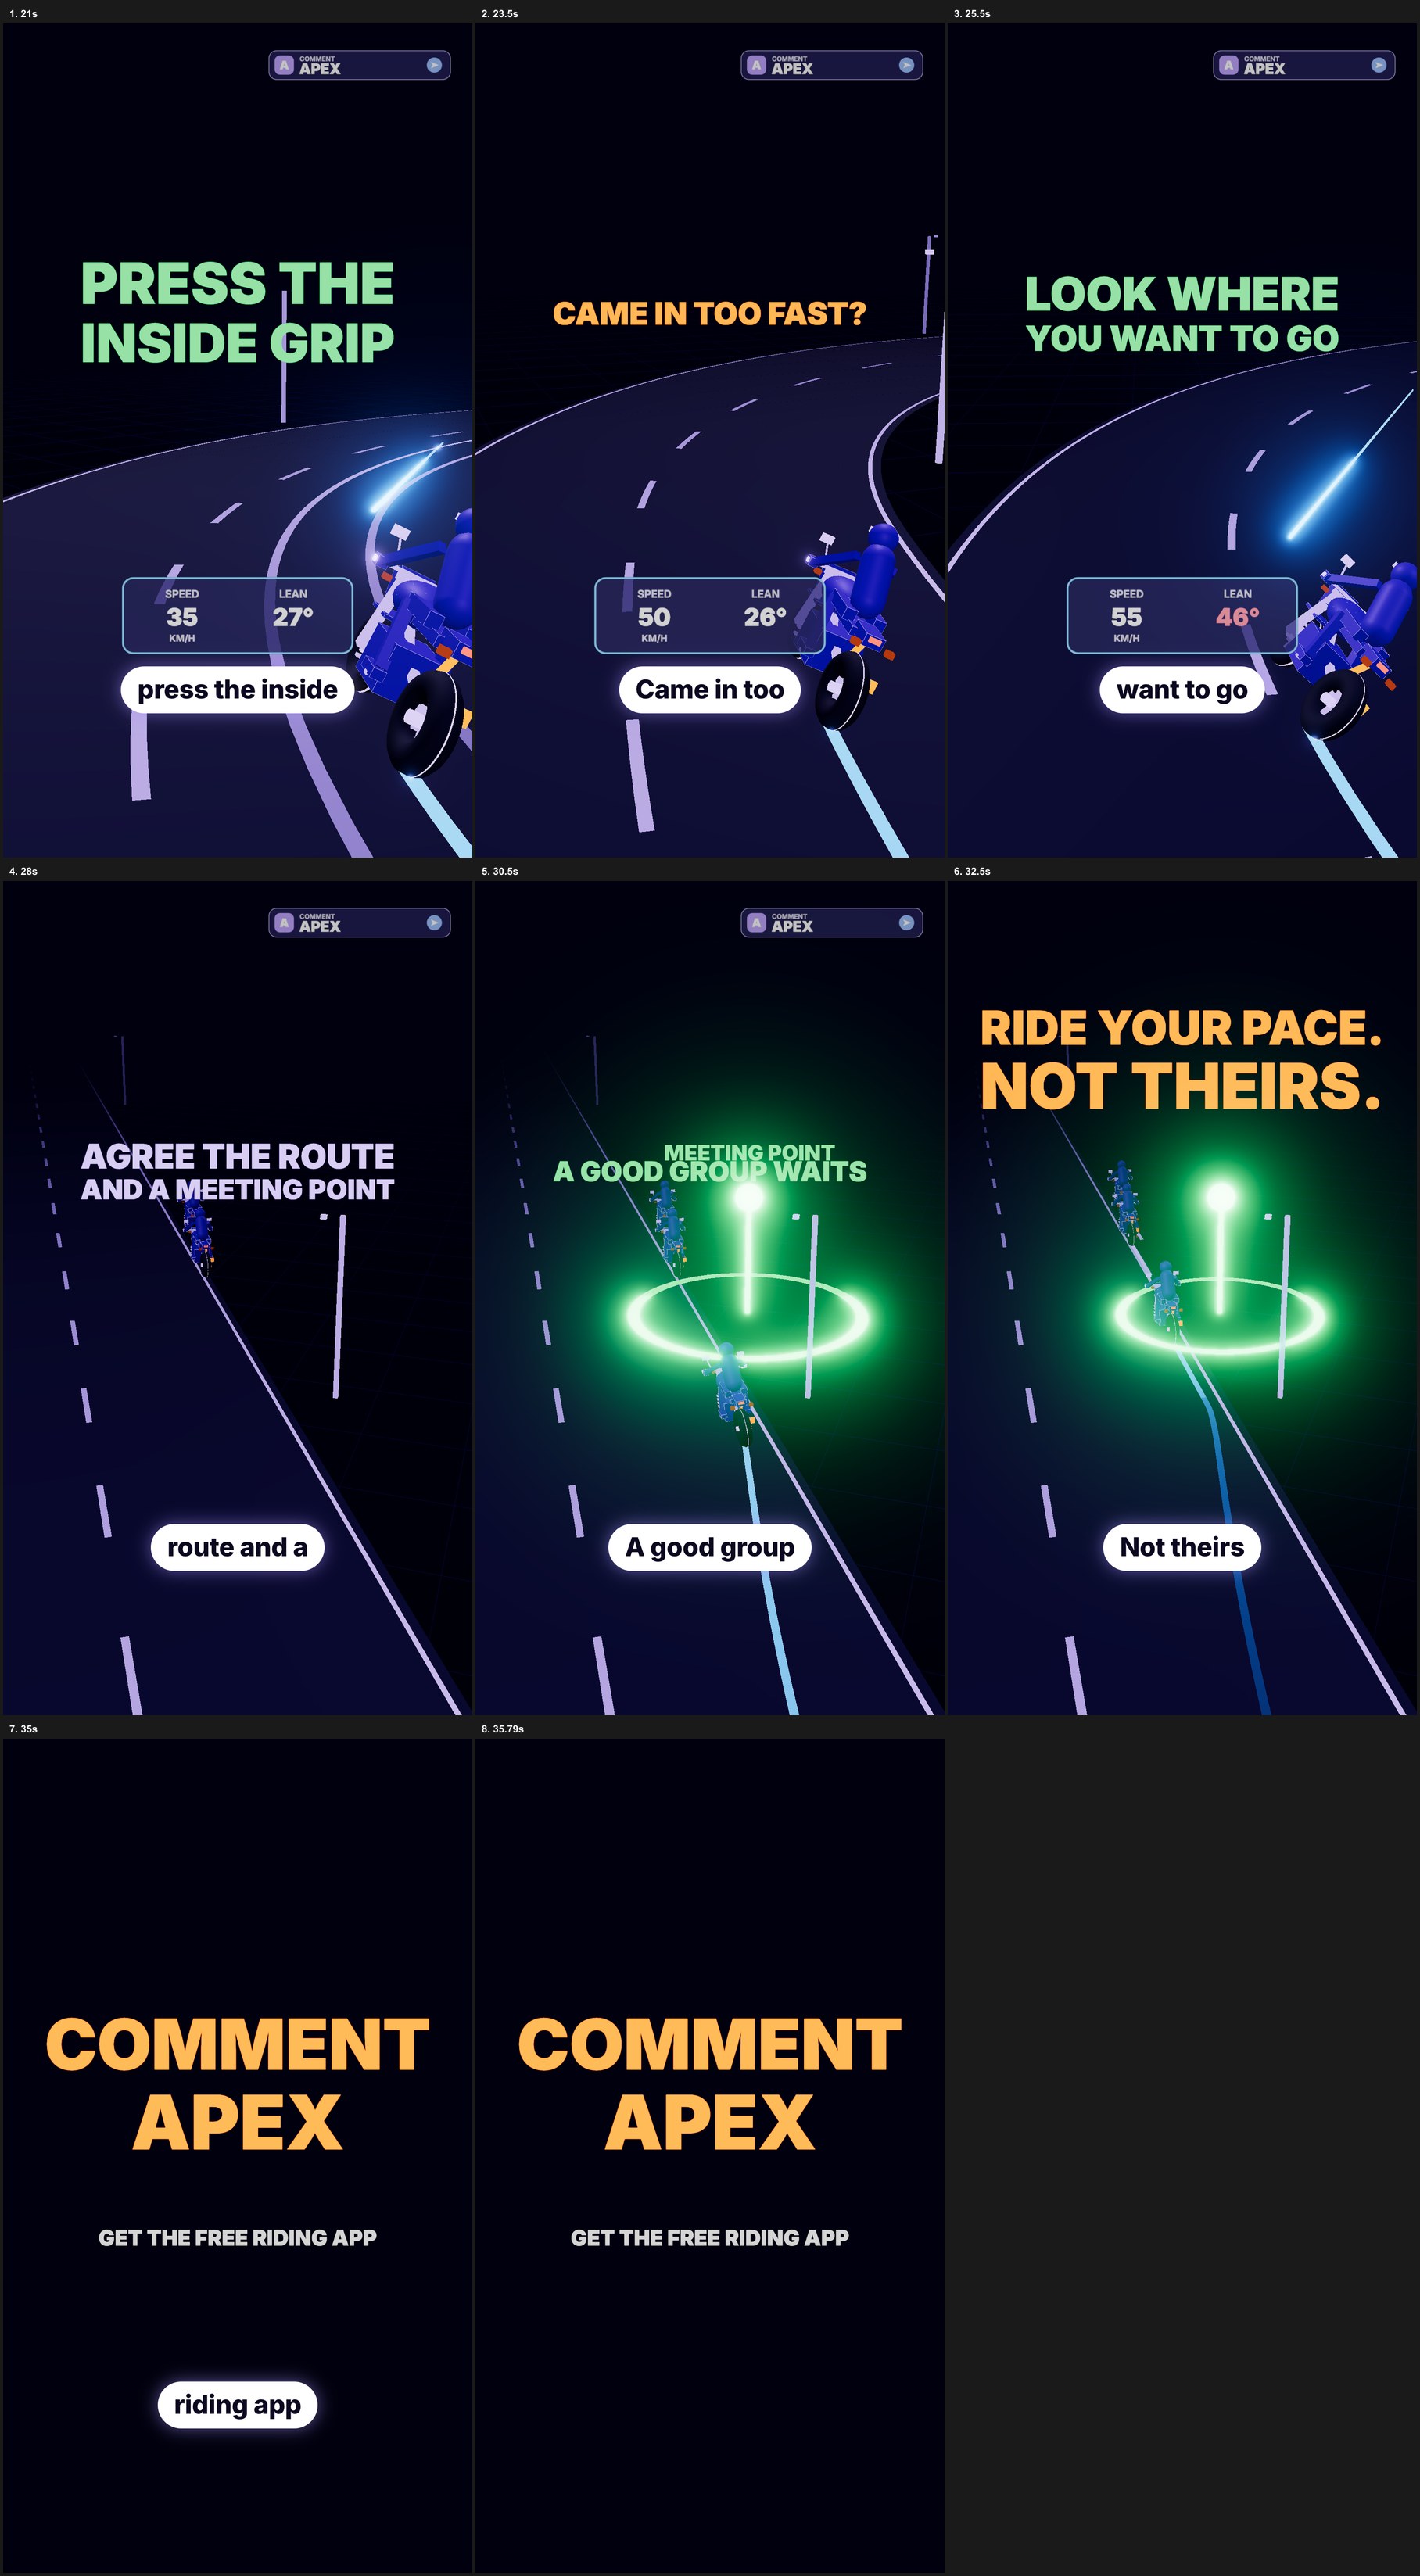 1. 21s
A
COMMENT
APEX
PRESS THE
INSIDE GRIP
SPEED
LEAN
35
27°
KM/H
press the inside
2. 23.5s
A
COMMENT
APEX
CAME IN TOO FAST?
SPEED
LEAN
50
26°
KM/H
Came in too
3. 25.5s
A
COMMENT
APEX
LOOK WHERE
YOU WANT TO GO
SPEED
LEAN
55
46°
KM/H
want to go
4. 28s
A
COMMENT
APEX
AGREE THE ROUTE
AND A MEETING POINT
route and a
5. 30.5s
A
COMMENT
APEX
MEETING POINT
A GOOD GROUP WAITS
A good group
6. 32.5s
RIDE YOUR PACE.
NOT THEIRS.
Not theirs
7. 35s
COMMENT
APEX
GET THE FREE RIDING APP
riding app
8. 35.79s
COMMENT
APEX
GET THE FREE RIDING APP